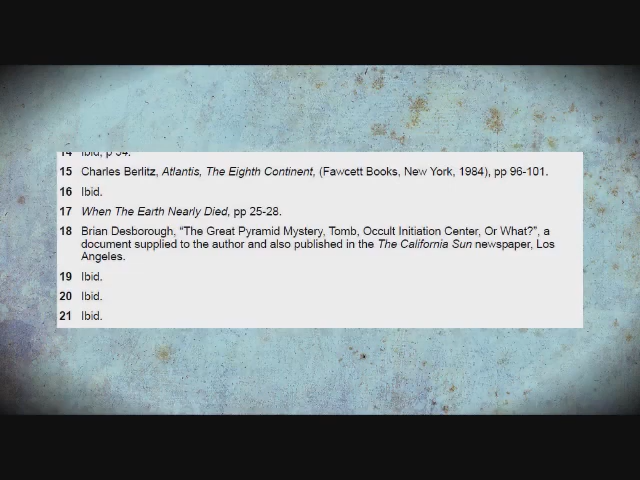 14 Ibid, p 54.
15 Charles Berlitz, Atlantis, The Eighth Continent, (Fawcett Books, New York, 1984), pp 96-101.
16 Ibid.
17 When The Earth Nearly Died, pp 25-28.
18 Brian Desborough, “The Great Pyramid Mystery, Tomb, Occult Initiation Center, Or What?”, a
document supplied to the author and also published in the The California Sun newspaper, Los
Angeles.
19 Ibid.
20 Ibid.
21 Ibid.